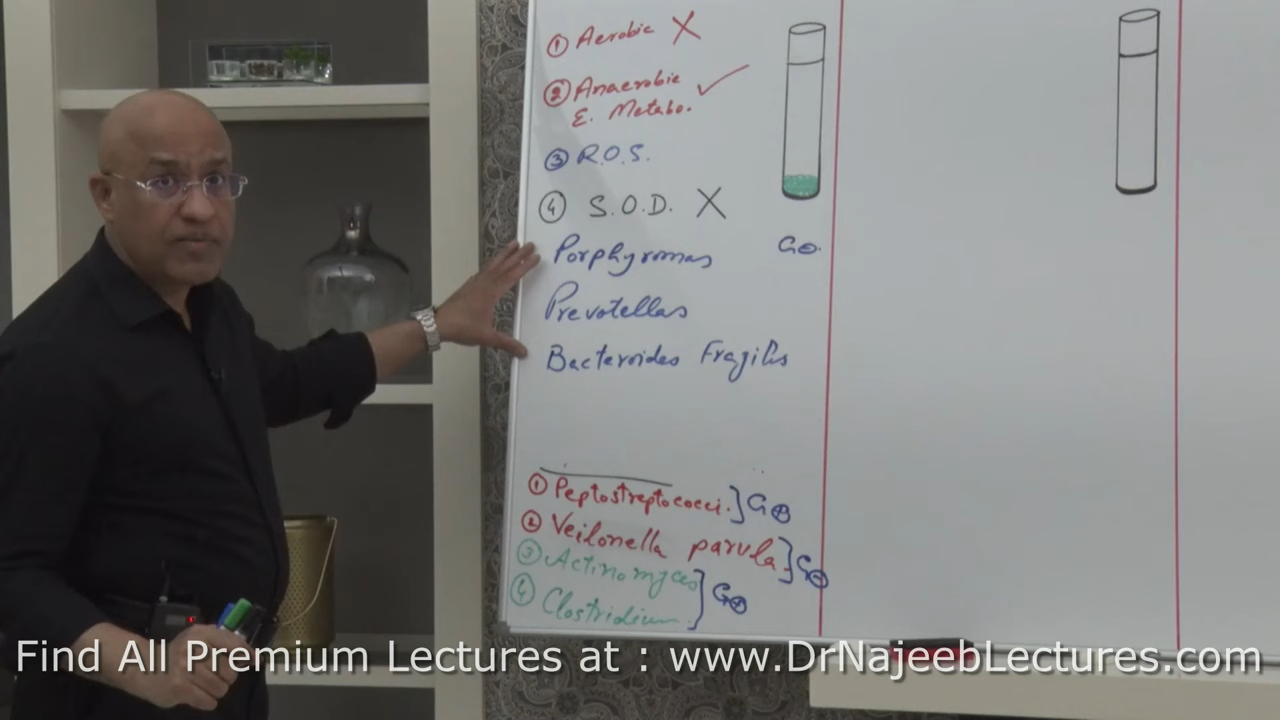 ① Aerobic X
② Anaerobic ✓
E. Metabo.
③ R.O.S.
④ S.O.D. X
Porphyromas G⊖.
Prevotellas
Bacteroides Fragilis
① Peptostreptococci. } G⊕
② Veilonella parvula } G⊖
③ Actinomyces
④ Clostridium } G⊕
Find All Premium Lectures at : www.DrNajeebLectures.com